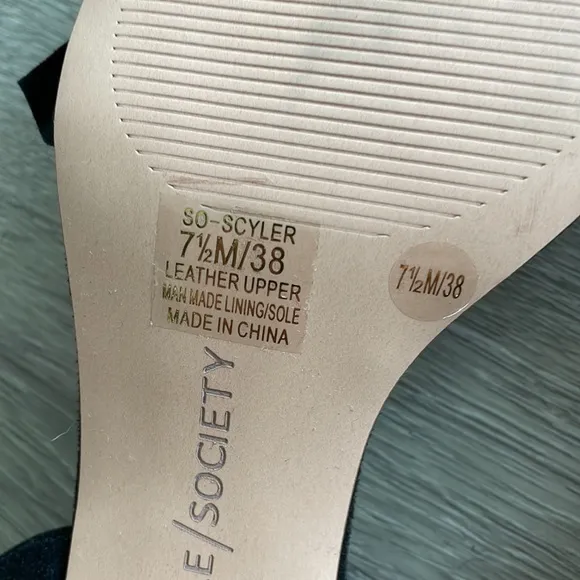 SO-SCYLER
7½M/38
LEATHER UPPER
MAN MADE LINING/SOLE
MADE IN CHINA
7½M/38
E/SOCIETY